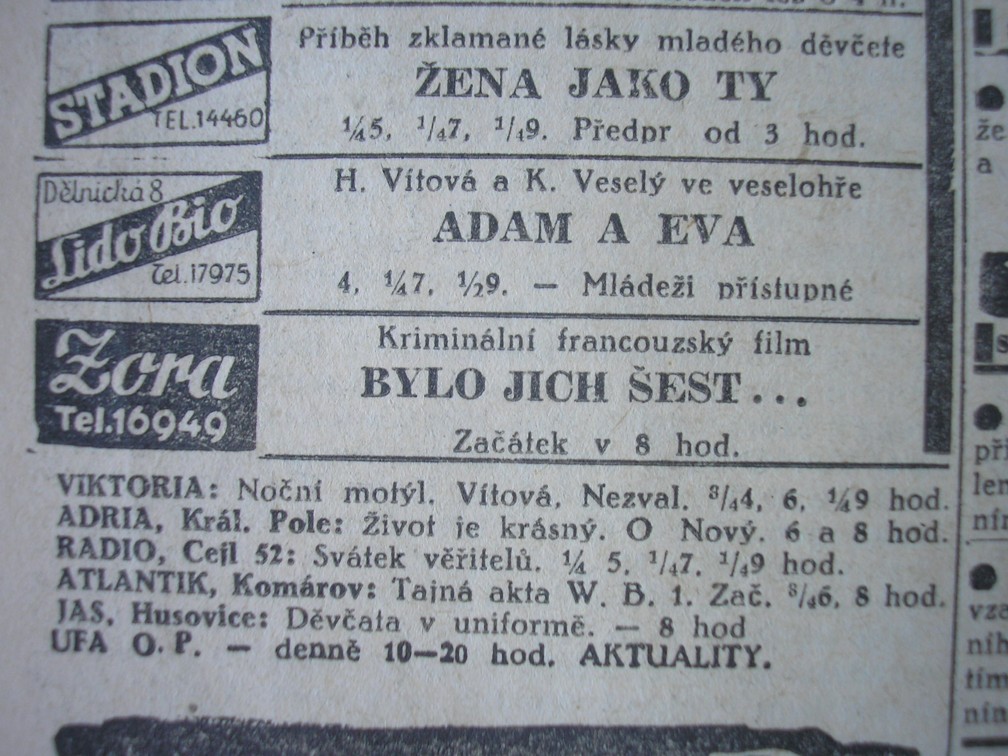 STADION
TEL.14460
Příběh zklamané lásky mladého děvčete
ŽENA JAKO TY
¼5, 1/47, 1/49. Předpr od 3 hod.
Dělnická 8
Lido Bio
Tel.17975
H. Vítová a K. Veselý ve veselohře
ADAM A EVA
4, ¼7, ½9. — Mládeži přístupné
Zora
Tel.16949
Kriminální francouzský film
BYLO JICH ŠEST...
Začátek v 8 hod.
VIKTORIA: Noční motýl. Vítová, Nezval. 3/44, 6, ¼9 hod.
ADRIA, Král. Pole: Život je krásný. O Nový. 6 a 8 hod.
RADIO, Cejl 52: Svátek věřitelů. ¼ 5, 1/47, 1/49 hod.
ATLANTIK, Komárov: Tajná akta W. B. 1. Zač. 3/46, 8 hod.
JAS, Husovice: Děvčata v uniformě. — 8 hod
UFA O. P. — denně 10—20 hod. AKTUALITY.
že
a
při
len
ním
vzn
níh
tím
nín